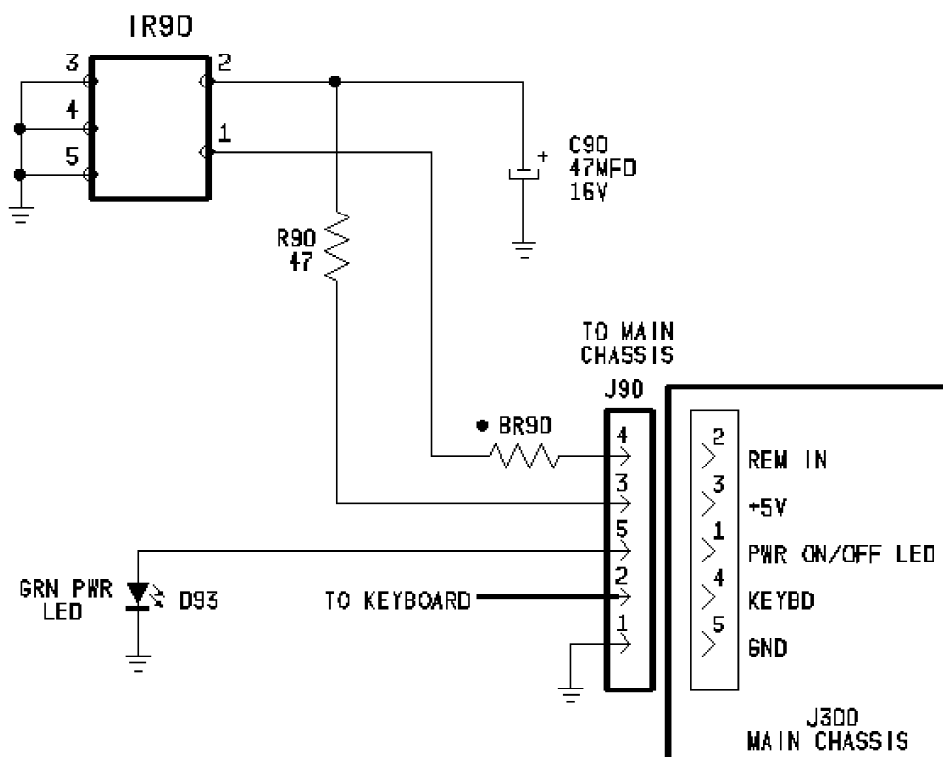 IR90
3
2
4
1
5
C90
47MFD
16V
+
R90
47
TO MAIN
CHASSIS
J90
BR90
4
2
REM IN
3
3
+5V
5
1
PWR ON/OFF LED
GRN PWR
LED
D93
TO KEYBOARD
2
4
KEYBD
1
5
GND
J300
MAIN CHASSIS